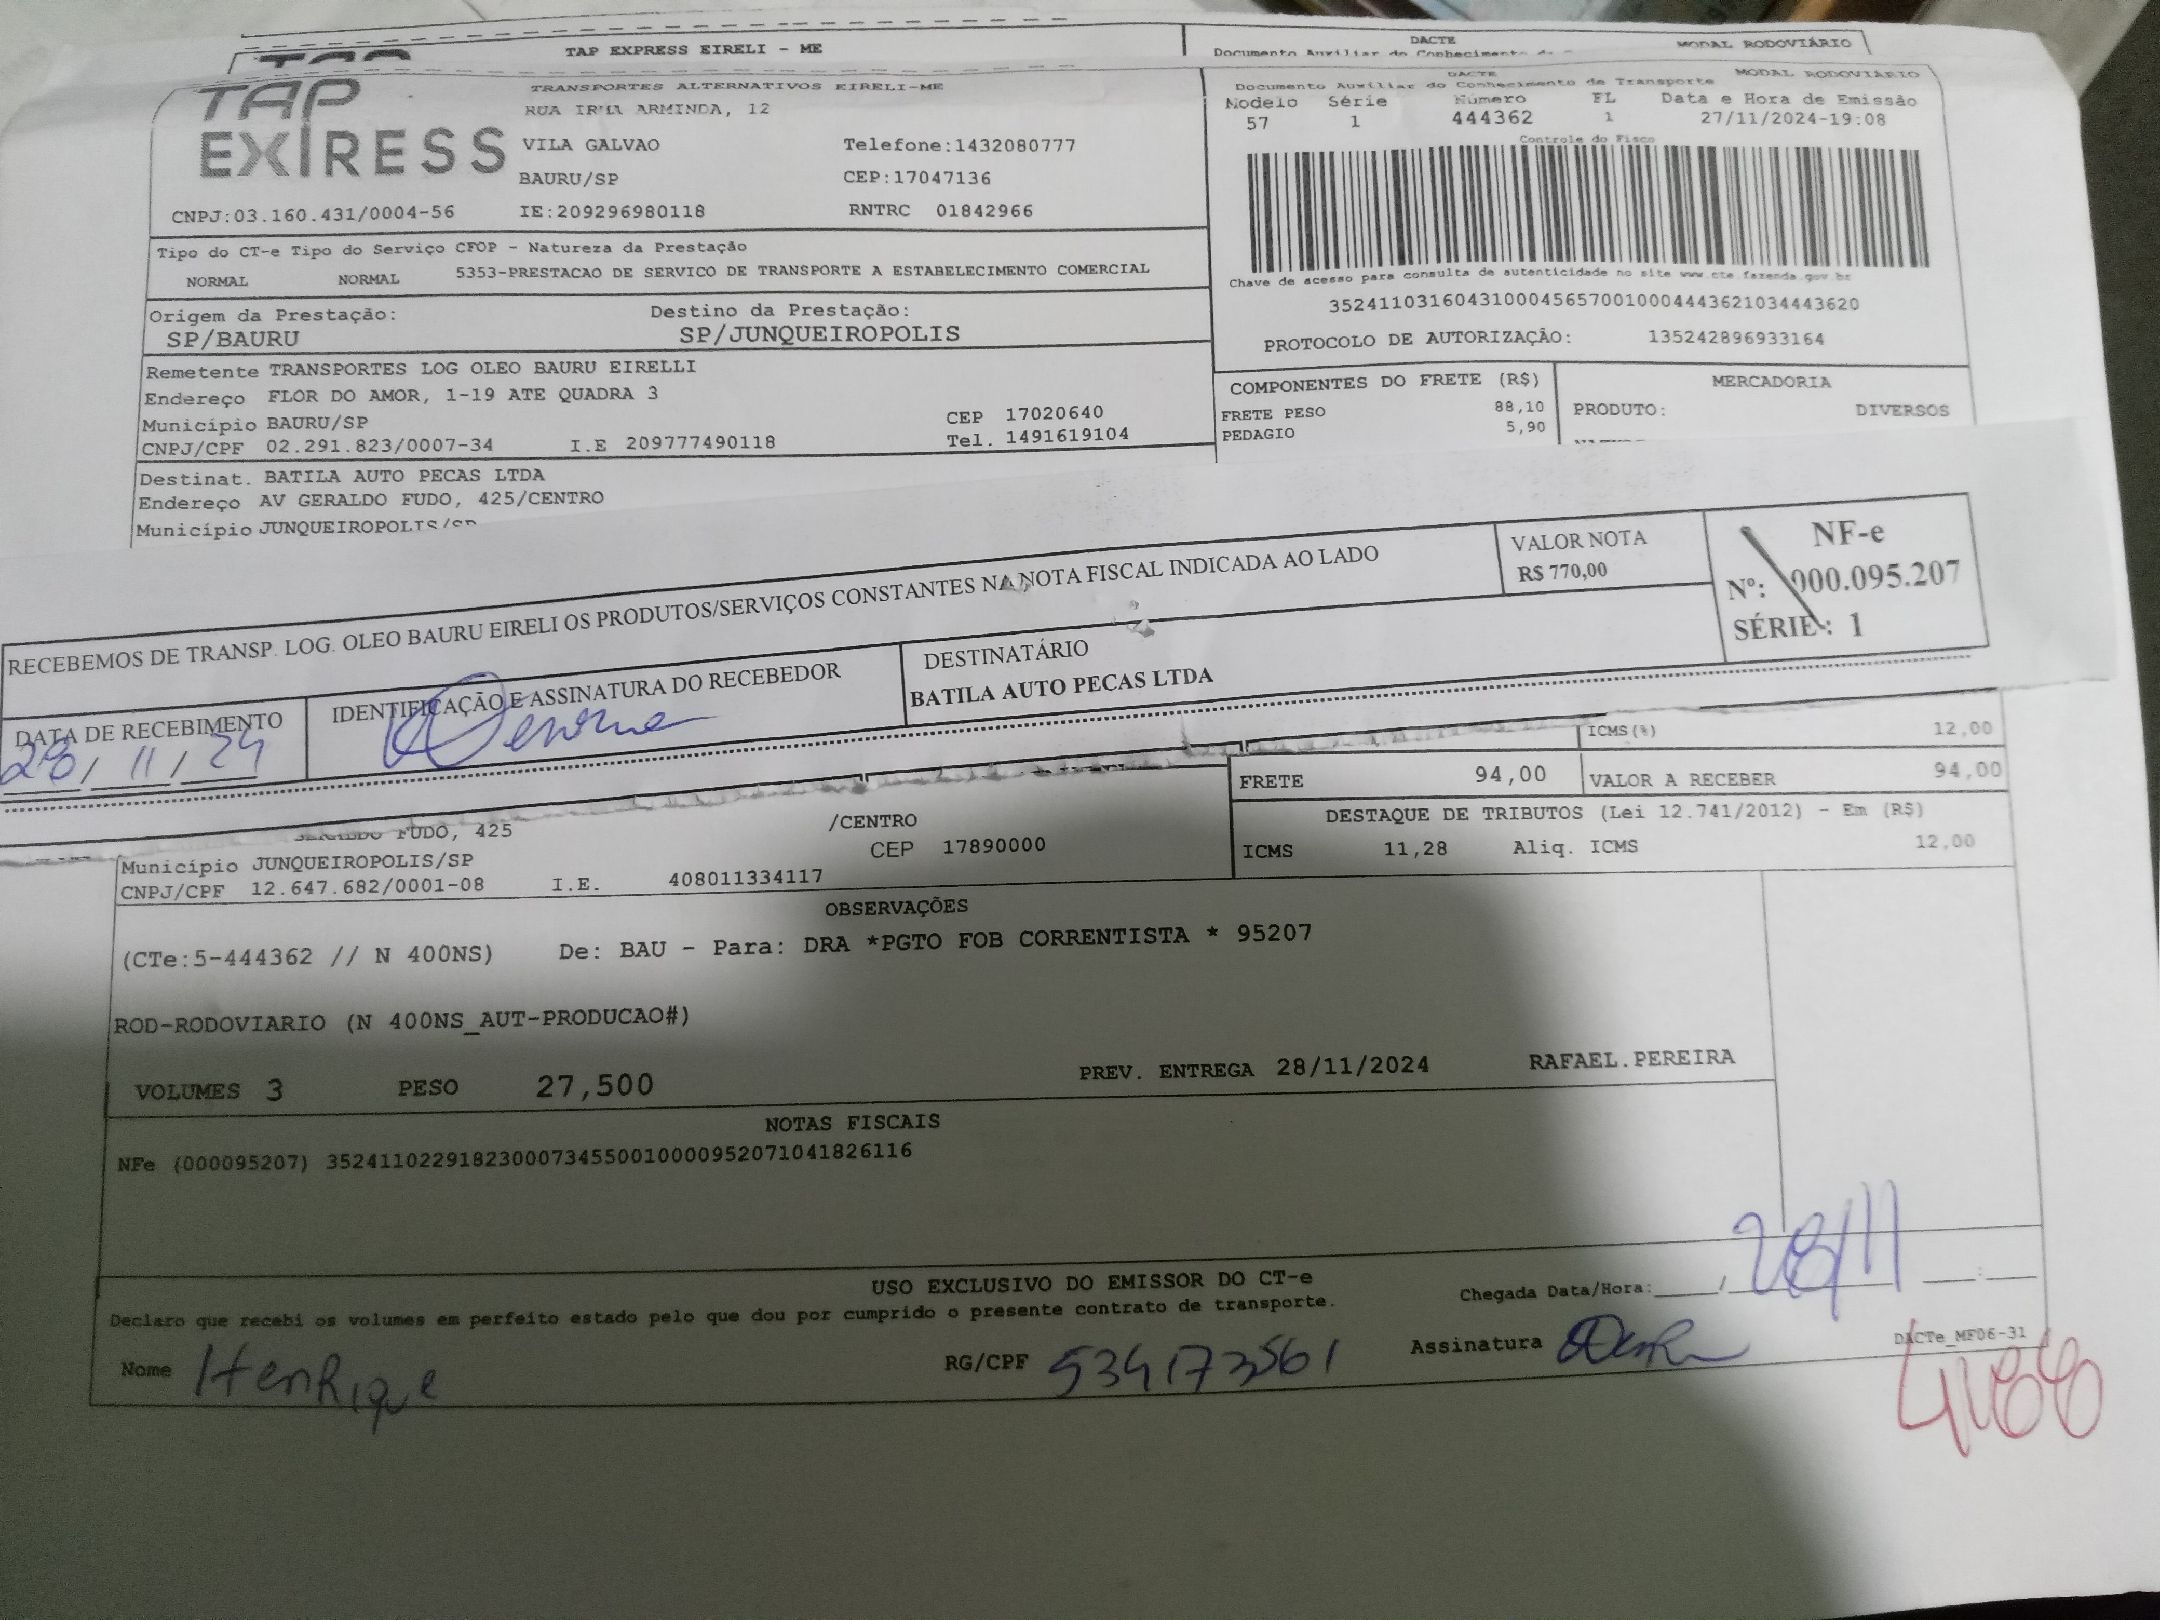 TAP EXPRESS EIRELI - ME
DACTE
MODAL RODOVIÁRIO
Documento Auxiliar do Conhecimento de
TAP
EXIRESS
TRANSPORTES ALTERNATIVOS EIRELI-ME
RUA IRMA ARMINDA, 12
VILA GALVAO Telefone:1432080777
BAURU/SP CEP:17047136
CNPJ:03.160.431/0004-56 IE:209296980118 RNTRC 01842966
DACTE MODAL RODOVIÁRIO
Documento Auxiliar do Conhecimento de Transporte
Modelo Série Número FL Data e Hora de Emissão
57 1 444362 1 27/11/2024-19:08
Controle do Fisco
Chave de acesso para consulta de autenticidade no site www.cte.fazenda.gov.br
35241103160431000456570010004443621034443620
PROTOCOLO DE AUTORIZAÇÃO: 135242896933164
Tipo do CT-e Tipo do Serviço CFOP - Natureza da Prestação
NORMAL NORMAL 5353-PRESTACAO DE SERVICO DE TRANSPORTE A ESTABELECIMENTO COMERCIAL
Origem da Prestação: Destino da Prestação:
SP/BAURU SP/JUNQUEIROPOLIS
Remetente TRANSPORTES LOG OLEO BAURU EIRELLI
Endereço FLOR DO AMOR, 1-19 ATE QUADRA 3
Município BAURU/SP CEP 17020640
CNPJ/CPF 02.291.823/0007-34 I.E 209777490118 Tel. 1491619104
COMPONENTES DO FRETE (R$) MERCADORIA
FRETE PESO 88,10 PRODUTO: DIVERSOS
PEDAGIO 5,90
Destinat. BATILA AUTO PECAS LTDA
Endereço AV GERALDO FUDO, 425/CENTRO
Município JUNQUEIROPOLIS/SP
RECEBEMOS DE TRANSP. LOG. OLEO BAURU EIRELI OS PRODUTOS/SERVIÇOS CONSTANTES NA NOTA FISCAL INDICADA AO LADO
VALOR NOTA
R$ 770,00
NF-e
Nº: 000.095.207
SÉRIE : 1
DATA DE RECEBIMENTO
28/11/24
IDENTIFICAÇÃO E ASSINATURA DO RECEBEDOR
DESTINATÁRIO
BATILA AUTO PECAS LTDA
ICMS(%) 12,00
FRETE 94,00 VALOR A RECEBER 94,00
DESTAQUE DE TRIBUTOS (Lei 12.741/2012) - Em (R$)
ICMS 11,28 Aliq. ICMS 12,00
FUDO, 425 /CENTRO
Município JUNQUEIROPOLIS/SP CEP 17890000
CNPJ/CPF 12.647.682/0001-08 I.E. 408011334117
OBSERVAÇÕES
(CTe:5-444362 // N 400NS) De: BAU - Para: DRA *PGTO FOB CORRENTISTA * 95207
ROD-RODOVIARIO (N 400NS_AUT-PRODUCAO#)
VOLUMES 3 PESO 27,500 PREV. ENTREGA 28/11/2024 RAFAEL.PEREIRA
NOTAS FISCAIS
NFe (000095207) 35241102291823000734550010000952071041826116
USO EXCLUSIVO DO EMISSOR DO CT-e
Declaro que recebi os volumes em perfeito estado pelo que dou por cumprido o presente contrato de transporte.
Chegada Data/Hora: / 28/11 :
Nome Henrique RG/CPF 534173561 Assinatura
DACTe_MF06-31